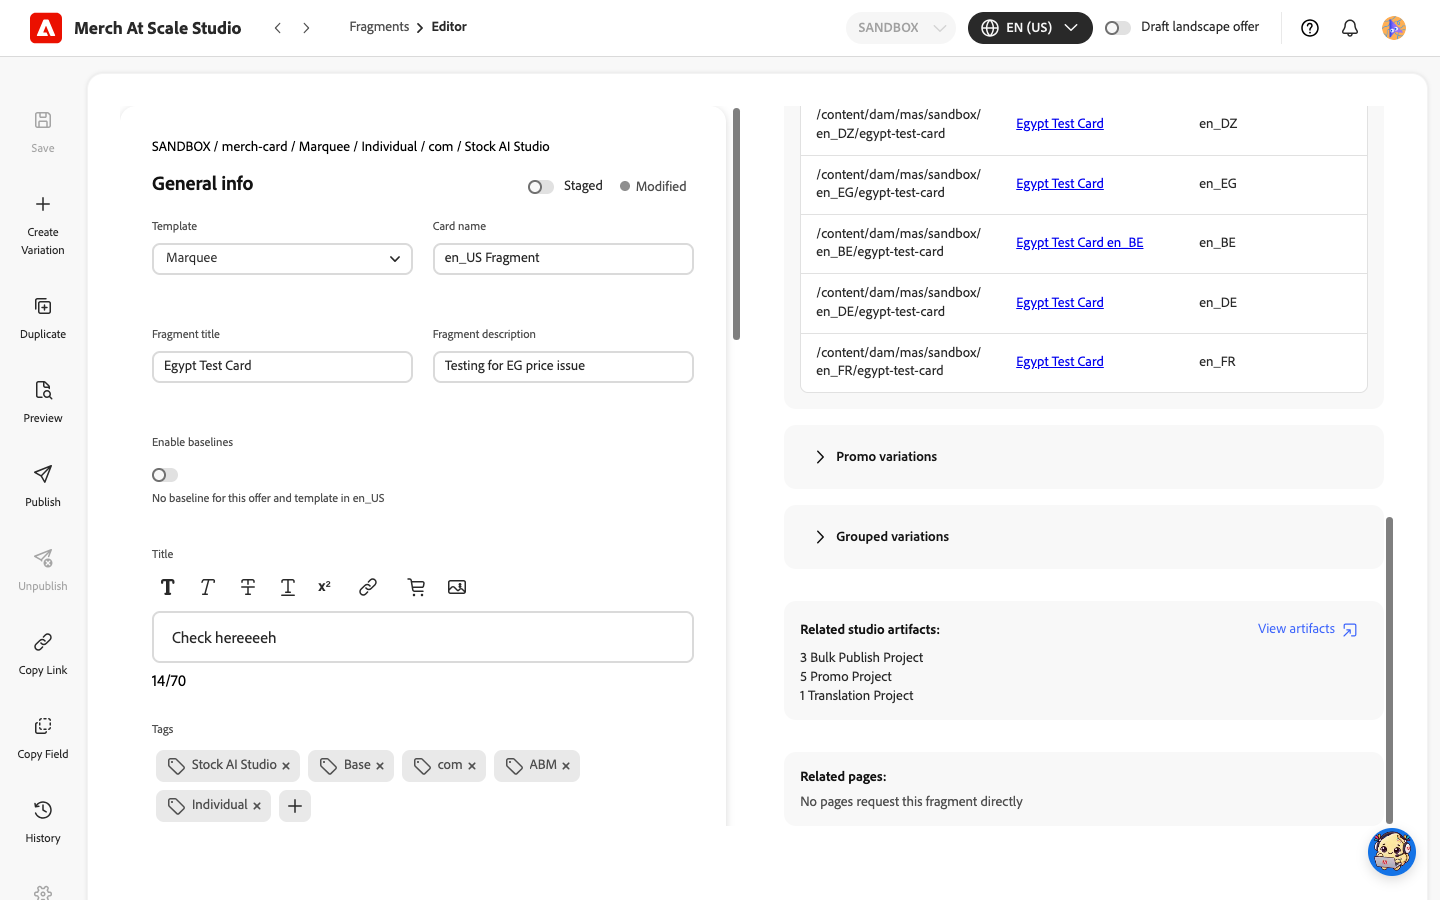 Merch At Scale Studio
Fragments
Editor
SANDBOX
EN (US)
Draft landscape offer
Save
Create
Variation
Duplicate
Preview
Publish
Unpublish
Copy Link
Copy Field
History
SANDBOX / merch-card / Marquee / Individual / com / Stock AI Studio
General info
Staged
Modified
Template
Card name
Marquee
en_US Fragment
Fragment title
Fragment description
Egypt Test Card
Testing for EG price issue
Enable baselines
No baseline for this offer and template in en_US
Title
T T T T x²
Check hereeeeh
14/70
Tags
Stock AI Studio
Base
com
ABM
Individual
/content/dam/mas/sandbox/
en_DZ/egypt-test-card
Egypt Test Card
en_DZ
/content/dam/mas/sandbox/
en_EG/egypt-test-card
Egypt Test Card
en_EG
/content/dam/mas/sandbox/
en_BE/egypt-test-card
Egypt Test Card en_BE
en_BE
/content/dam/mas/sandbox/
en_DE/egypt-test-card
Egypt Test Card
en_DE
/content/dam/mas/sandbox/
en_FR/egypt-test-card
Egypt Test Card
en_FR
Promo variations
Grouped variations
Related studio artifacts:
View artifacts
3 Bulk Publish Project
5 Promo Project
1 Translation Project
Related pages:
No pages request this fragment directly